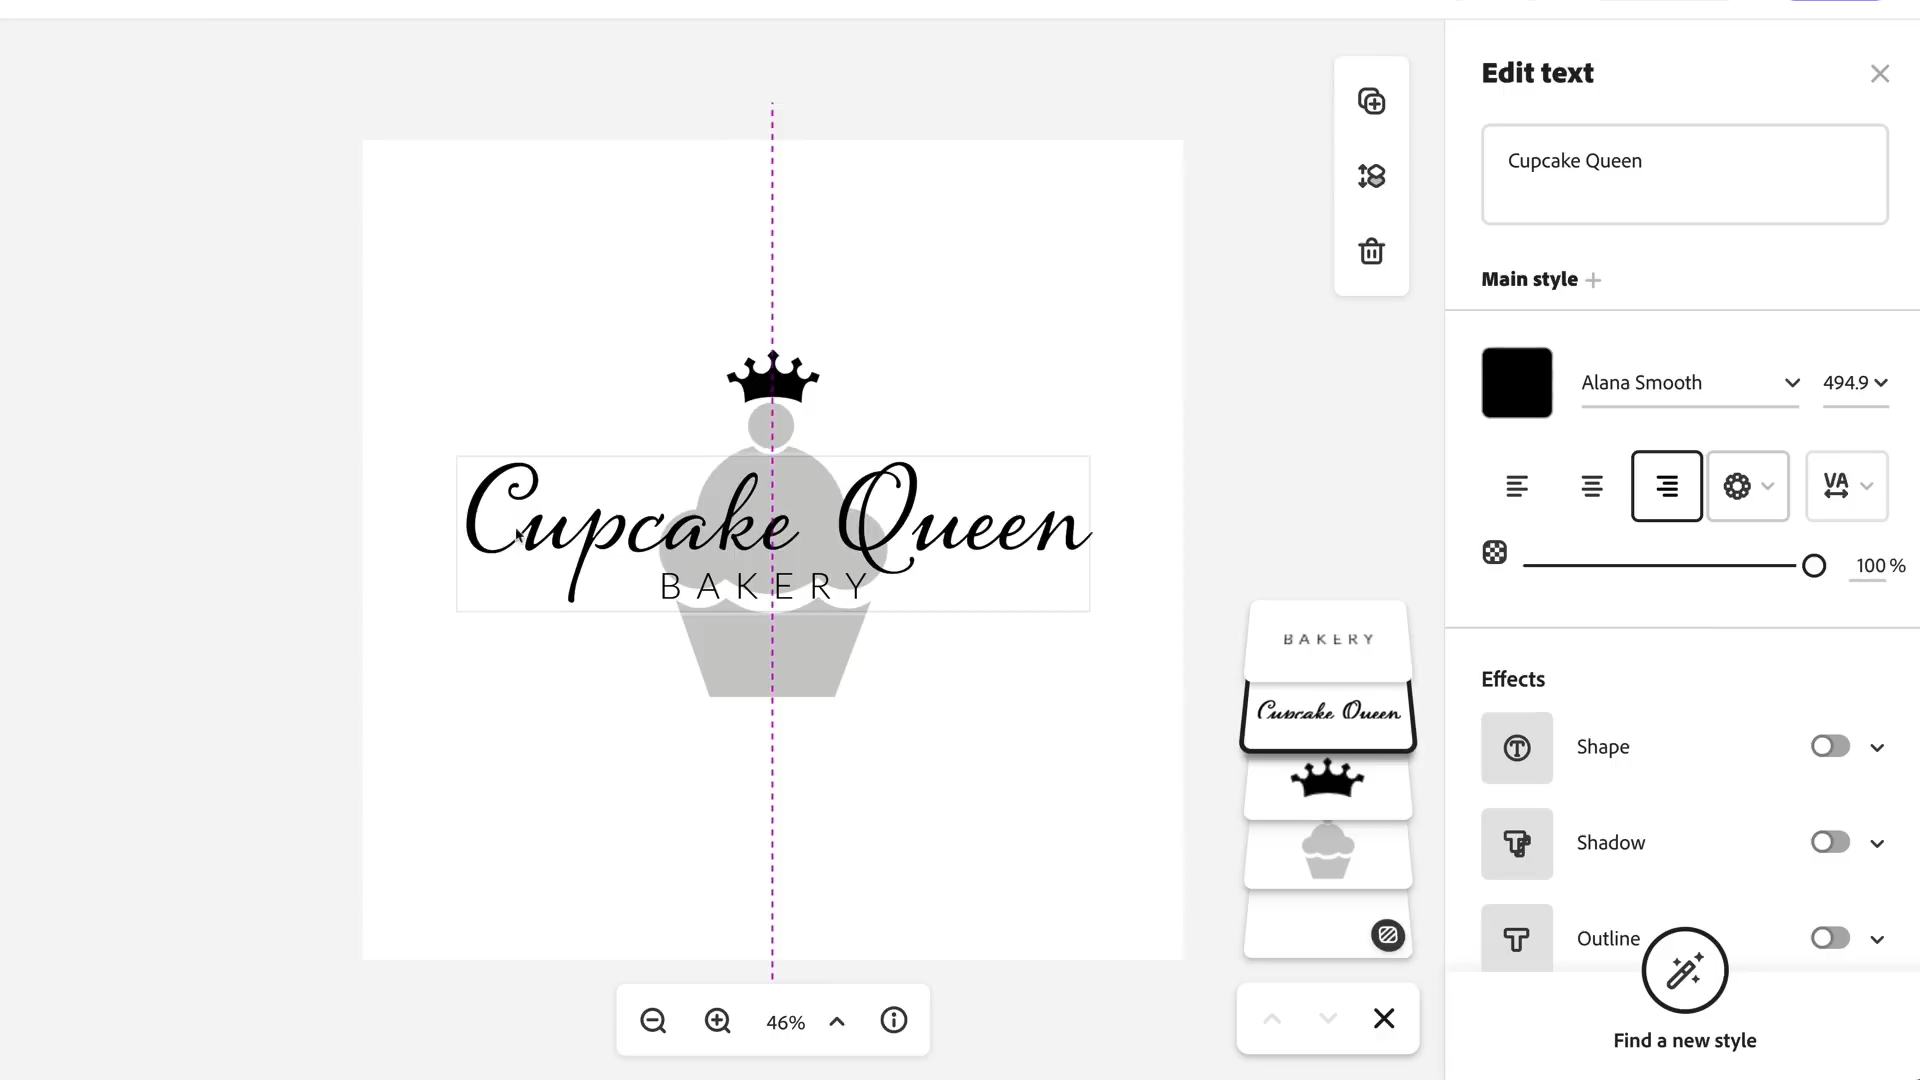 Edit text
Cupcake Queen
Main style
Alana Smooth
494.9
VA
100 %
Cupcake Queen
BAKERY
BAKERY
Cupcake Queen
Effects
Shape
Shadow
Outline
Find a new style
46%